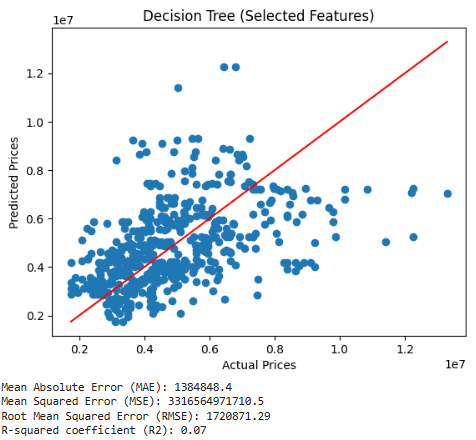 Decision Tree (Selected Features)
1e7
1.2
1.0
0.8
0.6
0.4
0.2
Predicted Prices
0.2 0.4 0.6 0.8 1.0 1.2
1e7
Actual Prices
Mean Absolute Error (MAE): 1384848.4
Mean Squared Error (MSE): 3316564971710.5
Root Mean Squared Error (RMSE): 1720871.29
R-squared coefficient (R2): 0.07